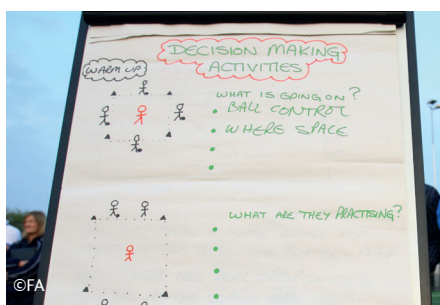 DECISION MAKING
ACTIVITIES
WARM UP
WHAT IS GOING ON?
BALL CONTROL
WHERE SPACE
WHAT ARE THEY PRACTISING?
©FA